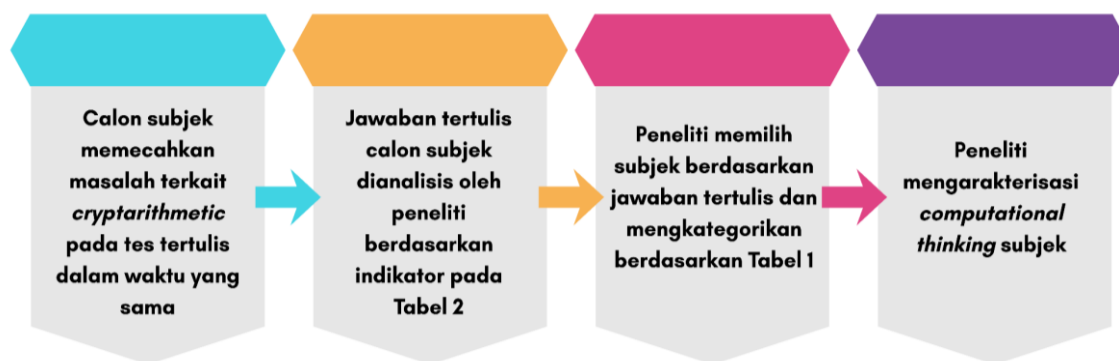 Calon subjek
memecahkan
masalah terkait
cryptarithmetic
pada tes tertulis
dalam waktu yang
sama
Jawaban tertulis
calon subjek
dianalisis oleh
peneliti
berdasarkan
indikator pada
Tabel 2
Peneliti memilih
subjek berdasarkan
jawaban tertulis dan
mengkategorikan
berdasarkan Tabel 1
Peneliti
mengarakterisasi
computational
thinking subjek